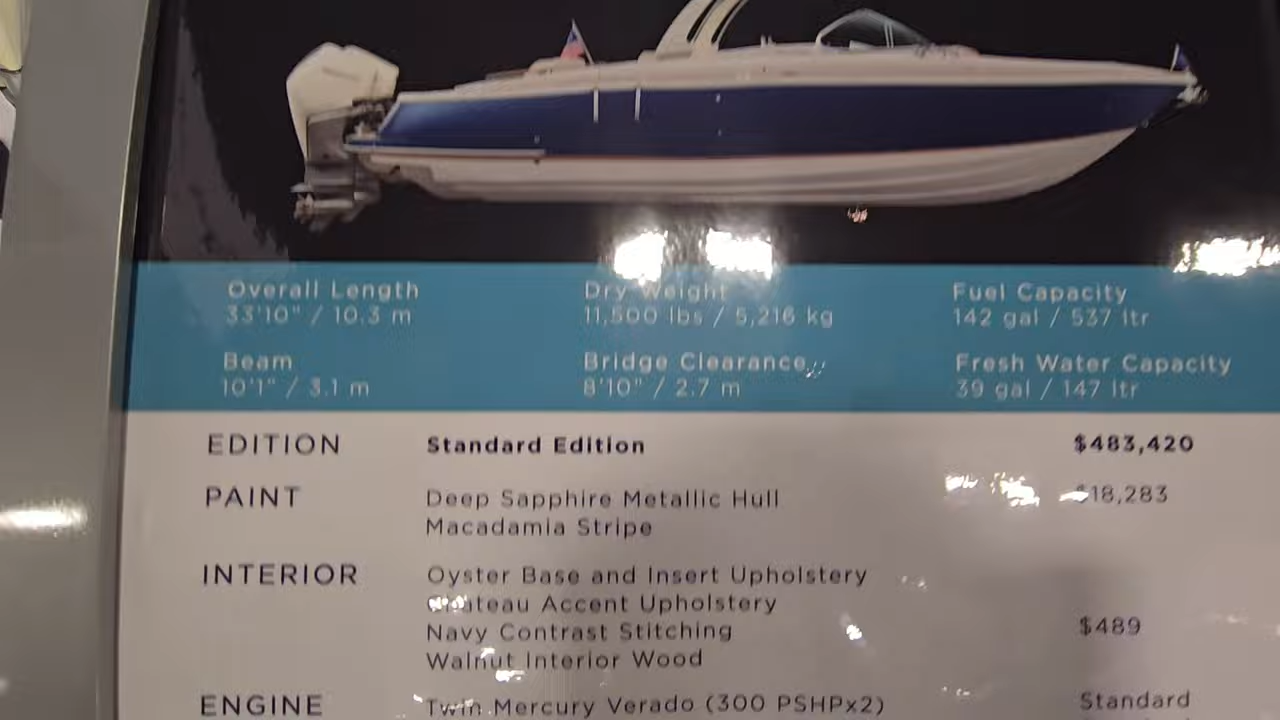 Overall Length
33'10" / 10.3 m
Dry Weight
11,500 lbs / 5,216 kg
Fuel Capacity
142 gal / 537 ltr
Beam
10'1" / 3.1 m
Bridge Clearance
8'10" / 2.7 m
Fresh Water Capacity
39 gal / 147 ltr
EDITION Standard Edition $483,420
PAINT Deep Sapphire Metallic Hull $18,283
Macadamia Stripe
INTERIOR Oyster Base and Insert Upholstery
Chateau Accent Upholstery
Navy Contrast Stitching $489
Walnut Interior Wood
ENGINE Twin Mercury Verado (300 PSHPx2) Standard